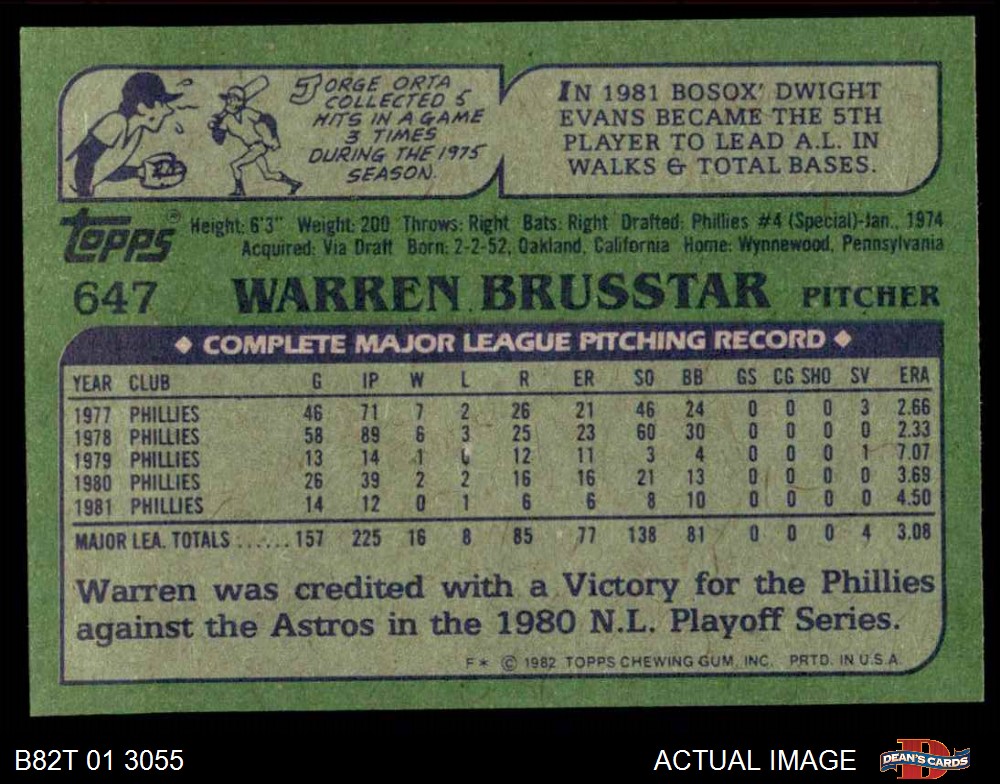 JORGE ORTA
COLLECTED 5
HITS IN A GAME
3 TIMES
DURING THE 1975
SEASON.
IN 1981 BOSOX' DWIGHT
EVANS BECAME THE 5TH
PLAYER TO LEAD A.L. IN
WALKS & TOTAL BASES.
Topps®
Height: 6'3" Weight: 200 Throws: Right Bats: Right Drafted: Phillies #4 (Special)-Jan., 1974
Acquired: Via Draft Born: 2-2-52, Oakland, California Home: Wynnewood, Pennsylvania
647 WARREN BRUSSTAR PITCHER
◆ COMPLETE MAJOR LEAGUE PITCHING RECORD ◆
YEAR CLUB G IP W L R ER SO BB GS CG SHO SV ERA
1977 PHILLIES 46 71 7 2 26 21 46 24 0 0 0 3 2.66
1978 PHILLIES 58 89 6 3 25 23 60 30 0 0 0 0 2.33
1979 PHILLIES 13 14 1 0 12 11 3 4 0 0 0 1 7.07
1980 PHILLIES 26 39 2 2 16 16 21 13 0 0 0 0 3.69
1981 PHILLIES 14 12 0 1 6 6 8 10 0 0 0 0 4.50
MAJOR LEA. TOTALS ...... 157 225 16 8 85 77 138 81 0 0 0 4 3.08
Warren was credited with a Victory for the Phillies
against the Astros in the 1980 N.L. Playoff Series.
F* © 1982 TOPPS CHEWING GUM, INC. PRTD. IN U.S.A.
B82T 01 3055
ACTUAL IMAGE
D
DEAN'S CARDS